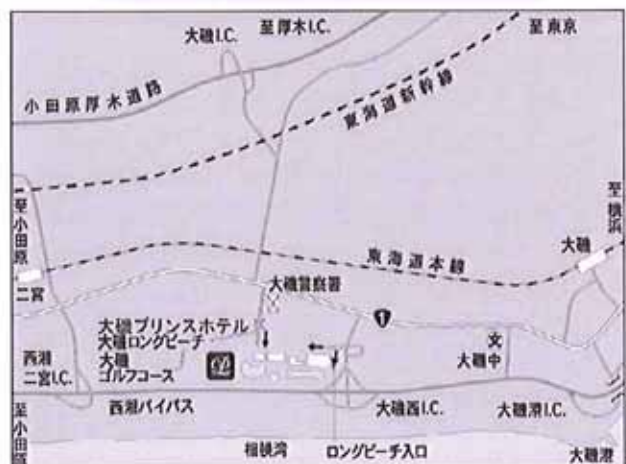 大磯I.C.
至厚木I.C.
至東京
小田原厚木道路
東海道新幹線
至小田原
至横浜
大磯
東海道本線
二宮
大磯警察署
1
大磯プリンスホテル
大磯ロングビーチ
大磯
ゴルフコース
文
大磯中
西湘
二宮I.C.
西湘バイパス
大磯西I.C.
大磯港I.C.
至小田原
相模湾
ロングビーチ入口
大磯港